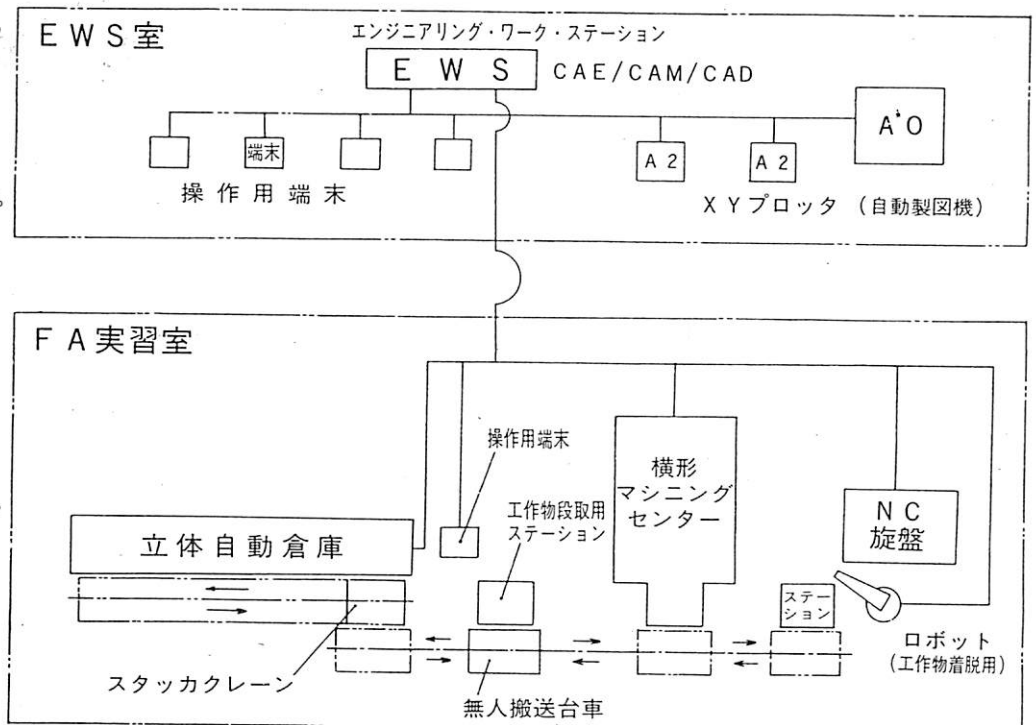 EWS室
エンジニアリング・ワーク・ステーション
EWS
CAE/CAM/CAD
端末
操作用端末
A2
A2
A0
XYプロッタ(自動製図機)
FA実習室
操作用端末
工作物段取用
ステーション
横形
マシニング
センター
NC
旋盤
立体自動倉庫
ステー
ション
ロボット
(工作物着脱用)
スタッカクレーン
無人搬送台車